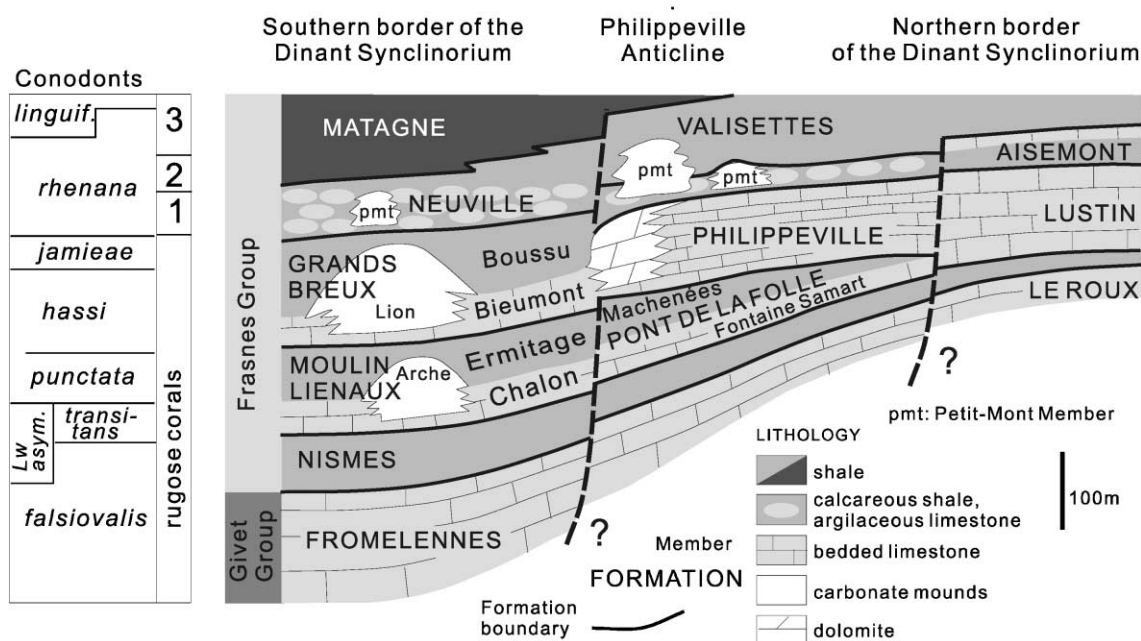 Southern border of the
Dinant Synclinorium
Philippeville
Anticline
Northern border
of the Dinant Synclinorium
Conodonts
linguif.
rhenana
jamieae
hassi
punctata
Lw
asym.
transi-
tans
falsiovalis
3
2
1
rugose corals
Frasnes Group
Givet
Group
MATAGNE
VALISETTES
AISEMONT
pmt
pmt
pmt
NEUVILLE
LUSTIN
PHILIPPEVILLE
Boussu
GRANDS
BREUX
Lion
Bieumont
Machenées
PONT DE LA FOLLE
Fontaine Samart
LE ROUX
Ermitage
MOULIN
LIENAUX
Arche
Chalon
NISMES
FROMELENNES
?
?
pmt: Petit-Mont Member
LITHOLOGY
shale
calcareous shale,
argilaceous limestone
bedded limestone
carbonate mounds
dolomite
100m
Member
FORMATION
Formation
boundary